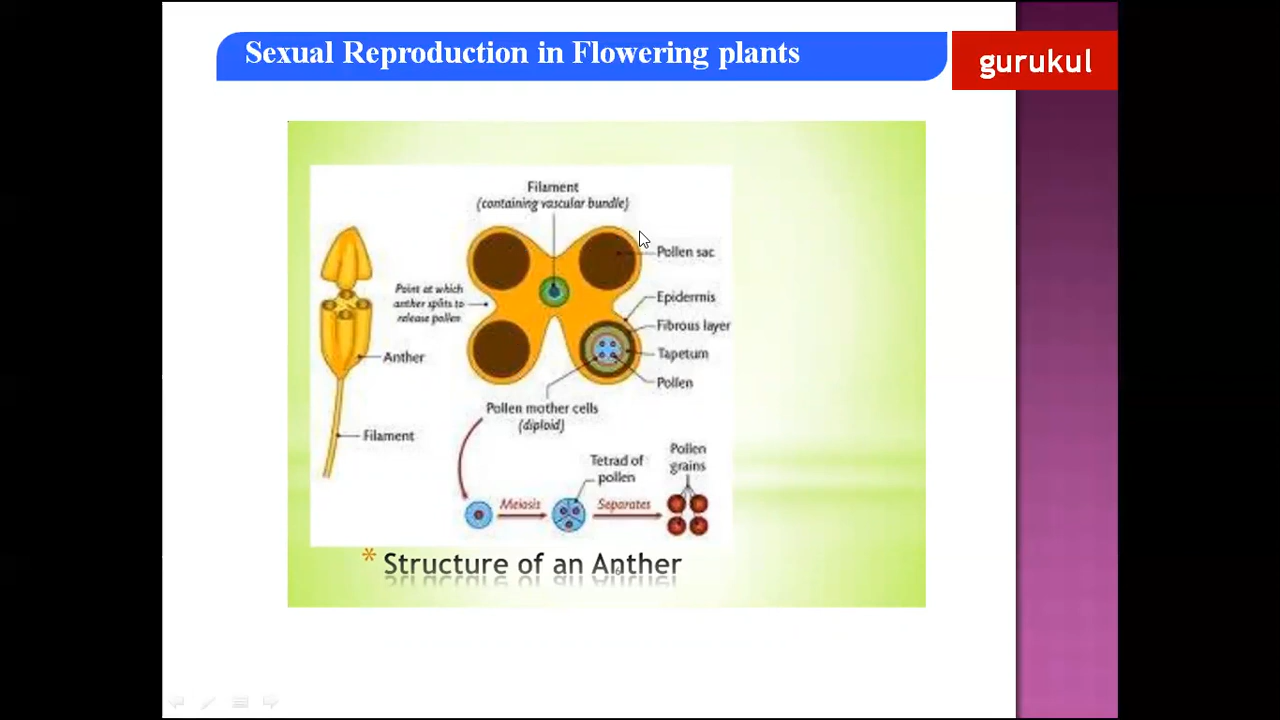 Sexual Reproduction in Flowering plants
gurukul
Filament
(containing vascular bundle)
Pollen sac
Point at which
anther splits to
release pollen
Epidermis
Fibrous layer
Tapetum
Pollen
Anther
Pollen mother cells
(diploid)
Filament
Tetrad of
pollen
Pollen
grains
Meiosis
Separates
* Structure of an Anther